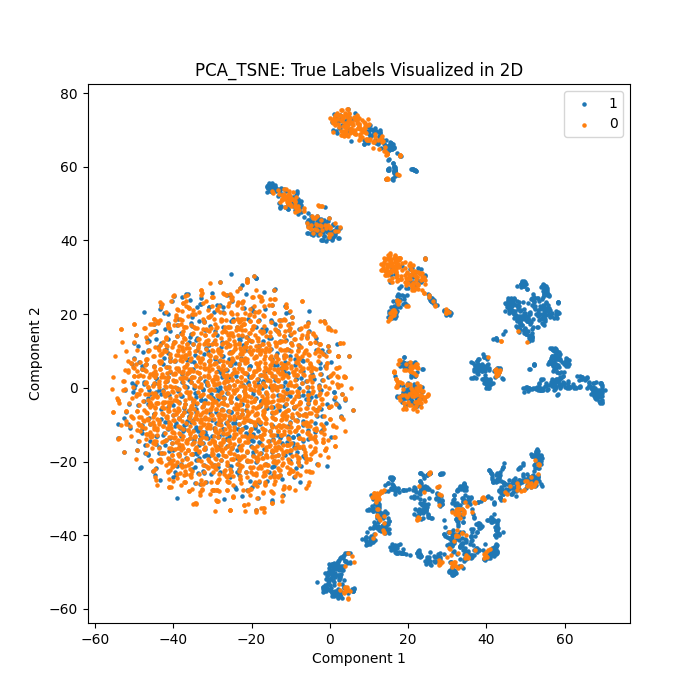 PCA_TSNE: True Labels Visualized in 2D
1
0
80
60
40
20
0
−20
−40
−60
Component 2
−60 −40 −20 0 20 40 60
Component 1